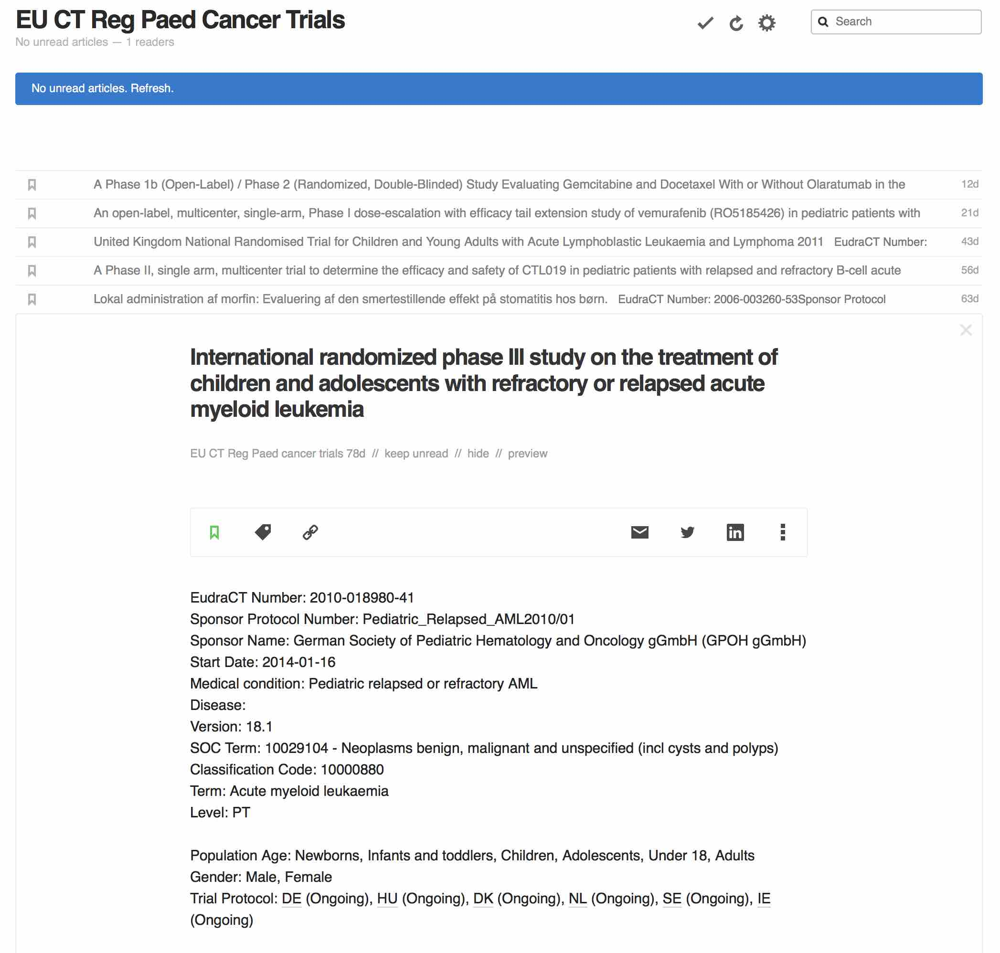 EU CT Reg Paed Cancer Trials
No unread articles — 1 readers
Search
No unread articles. Refresh.
A Phase 1b (Open-Label) / Phase 2 (Randomized, Double-Blinded) Study Evaluating Gemcitabine and Docetaxel With or Without Olaratumab in the 12d
An open-label, multicenter, single-arm, Phase I dose-escalation with efficacy tail extension study of vemurafenib (RO5185426) in pediatric patients with 21d
United Kingdom National Randomised Trial for Children and Young Adults with Acute Lymphoblastic Leukaemia and Lymphoma 2011 EudraCT Number: 43d
A Phase II, single arm, multicenter trial to determine the efficacy and safety of CTL019 in pediatric patients with relapsed and refractory B-cell acute 56d
Lokal administration af morfin: Evaluering af den smertestillende effekt på stomatitis hos børn. EudraCT Number: 2006-003260-53Sponsor Protocol 63d
International randomized phase III study on the treatment of
children and adolescents with refractory or relapsed acute
myeloid leukemia
EU CT Reg Paed cancer trials 78d // keep unread // hide // preview
in
EudraCT Number: 2010-018980-41
Sponsor Protocol Number: Pediatric_Relapsed_AML2010/01
Sponsor Name: German Society of Pediatric Hematology and Oncology gGmbH (GPOH gGmbH)
Start Date: 2014-01-16
Medical condition: Pediatric relapsed or refractory AML
Disease:
Version: 18.1
SOC Term: 10029104 - Neoplasms benign, malignant and unspecified (incl cysts and polyps)
Classification Code: 10000880
Term: Acute myeloid leukaemia
Level: PT
Population Age: Newborns, Infants and toddlers, Children, Adolescents, Under 18, Adults
Gender: Male, Female
Trial Protocol: DE (Ongoing), HU (Ongoing), DK (Ongoing), NL (Ongoing), SE (Ongoing), IE
(Ongoing)